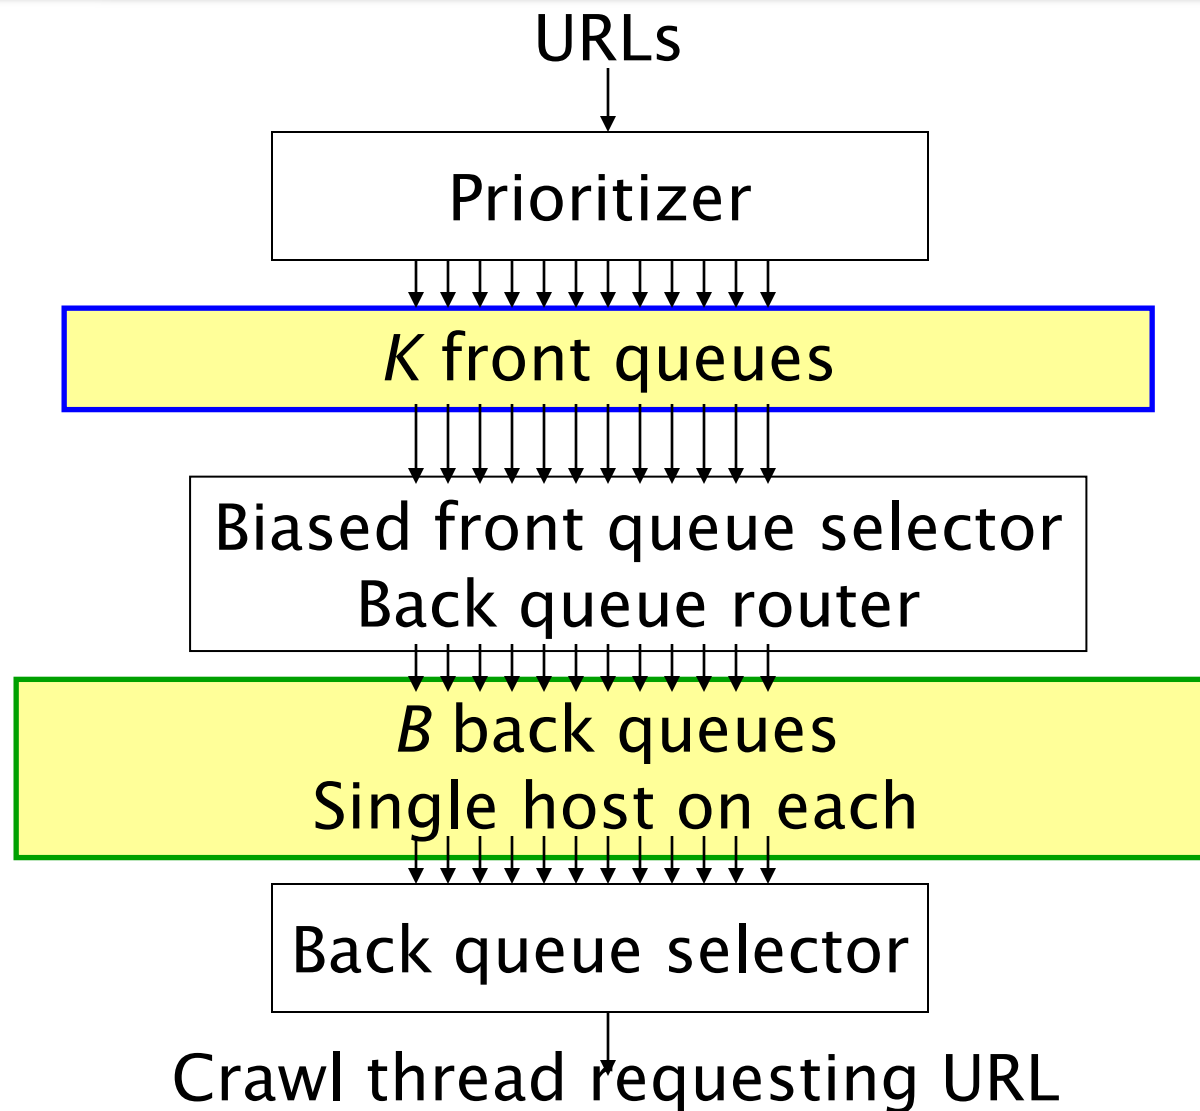 URLs
Prioritizer
K front queues
Biased front queue selector
Back queue router
B back queues
Single host on each
Back queue selector
Crawl thread requesting URL